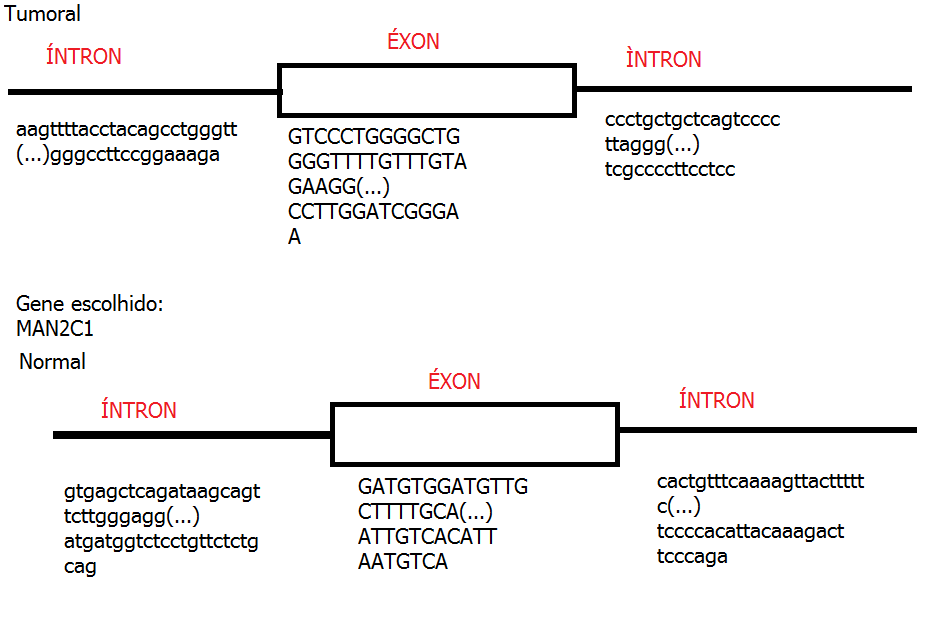 Tumoral
ÍNTRON
ÉXON
ÌNTRON
aagttttacctacagcctgggtt
(...)gggccttccggaaaga
GTCCCTGGGGCTG
GGGTTTTGTTTGTA
GAAGG(...)
CCTTGGATCGGGA
A
ccctgctgctcagtcccc
ttaggg(...)
tcgccccttcctcc
Gene escolhido:
MAN2C1
Normal
ÍNTRON
ÉXON
ÍNTRON
gtgagctcagataagcagt
tcttgggagg(...)
atgatggtctcctgttctctg
cag
GATGTGGATGTTG
CTTTTGCA(...)
ATTGTCACATT
AATGTCA
cactgtttcaaaagttacttttt
c(...)
tccccacattacaaagact
tcccaga